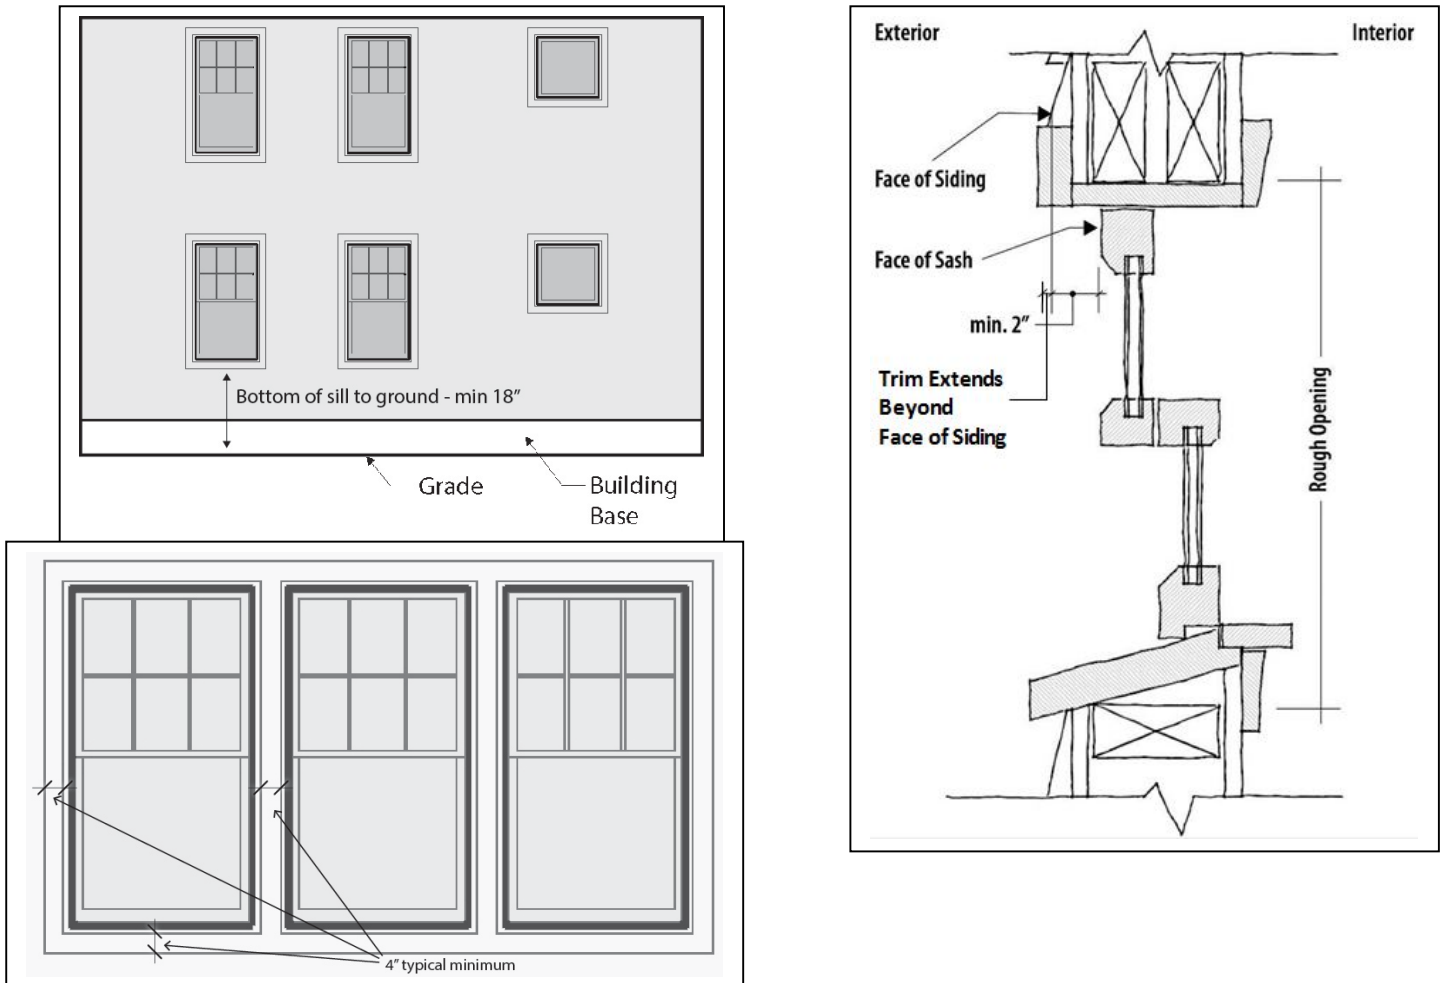 Bottom of sill to ground - min 18”
Grade
Building
Base
4” typical minimum
Exterior
Interior
Face of Siding
Face of Sash
min. 2”
Trim Extends
Beyond
Face of Siding
Rough Opening